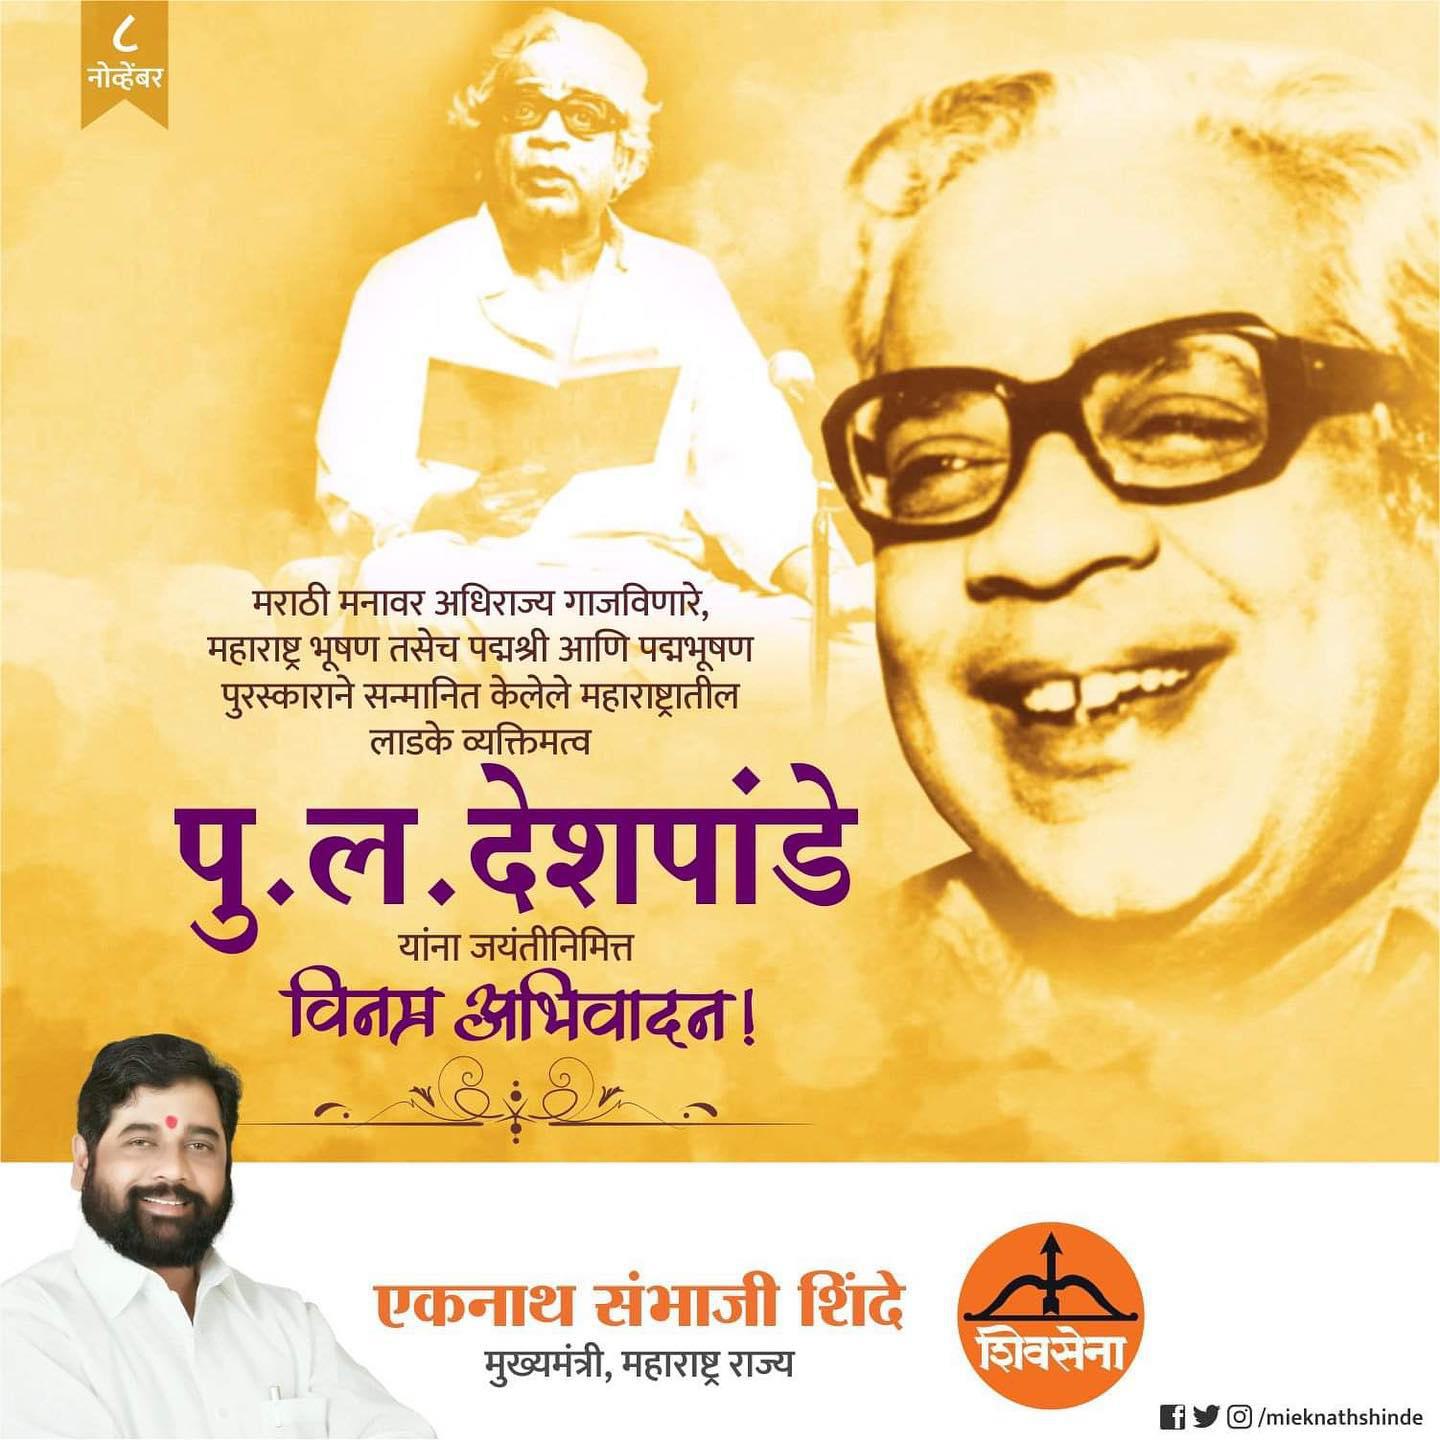 ८
नोव्हेंबर
मराठी मनावर अधिराज्य गाजविणारे,
महाराष्ट्र भूषण तसेच पद्मश्री आणि पद्मभूषण
पुरस्काराने सन्मानित केलेले महाराष्ट्रातील
लाडके व्यक्तिमत्व
पु.ल.देशपांडे
यांना जयंतीनिमित्त
विनम्र अभिवादन!
एकनाथ संभाजी शिंदे
मुख्यमंत्री, महाराष्ट्र राज्य
शिवसेना
/mieknathshinde